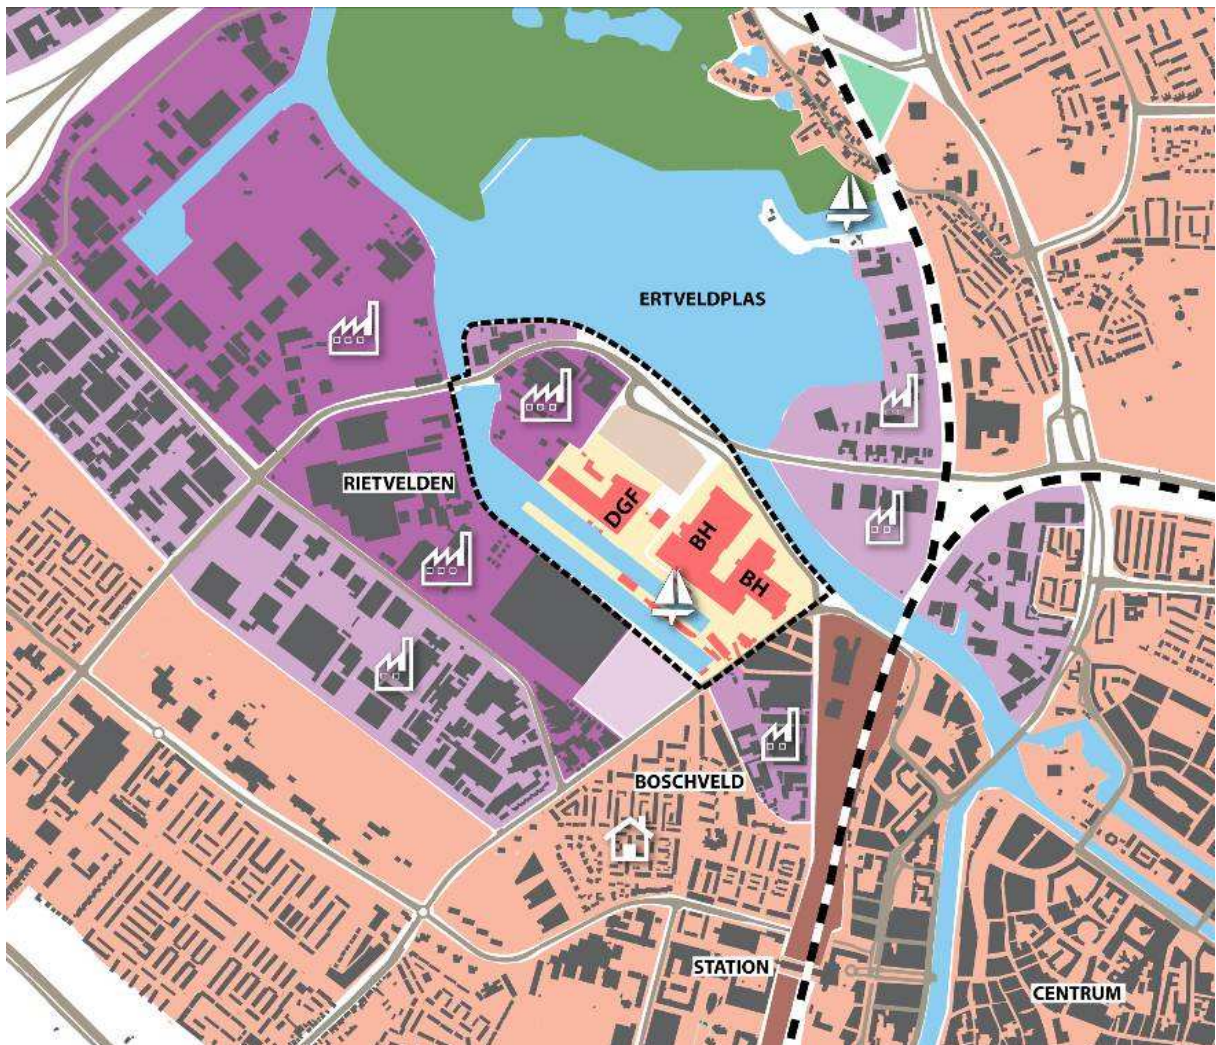 ERTVELDPLAS
RIETVELDEN
DGF
BH
BH
BOSCHVELD
STATION
CENTRUM